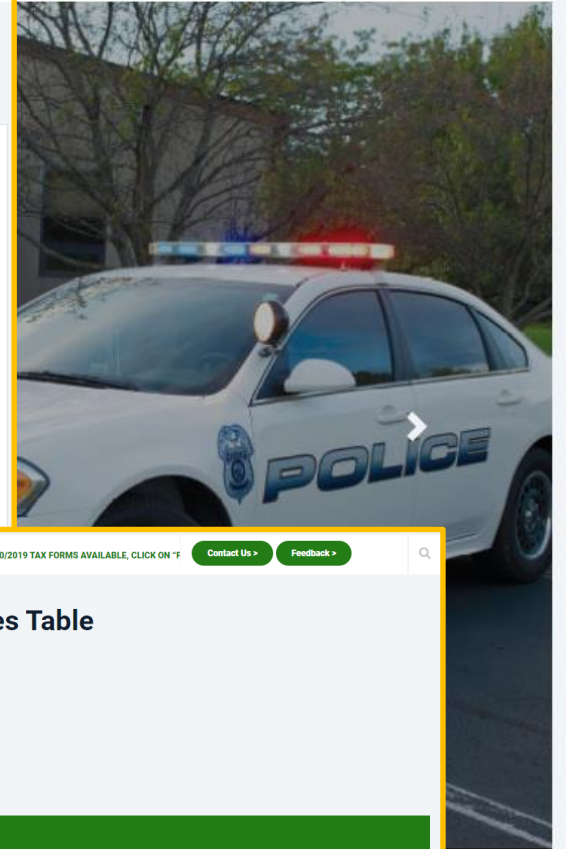 POLICE
0/2019 TAX FORMS AVAILABLE, CLICK ON "F
Contact Us >
Feedback >
es Table